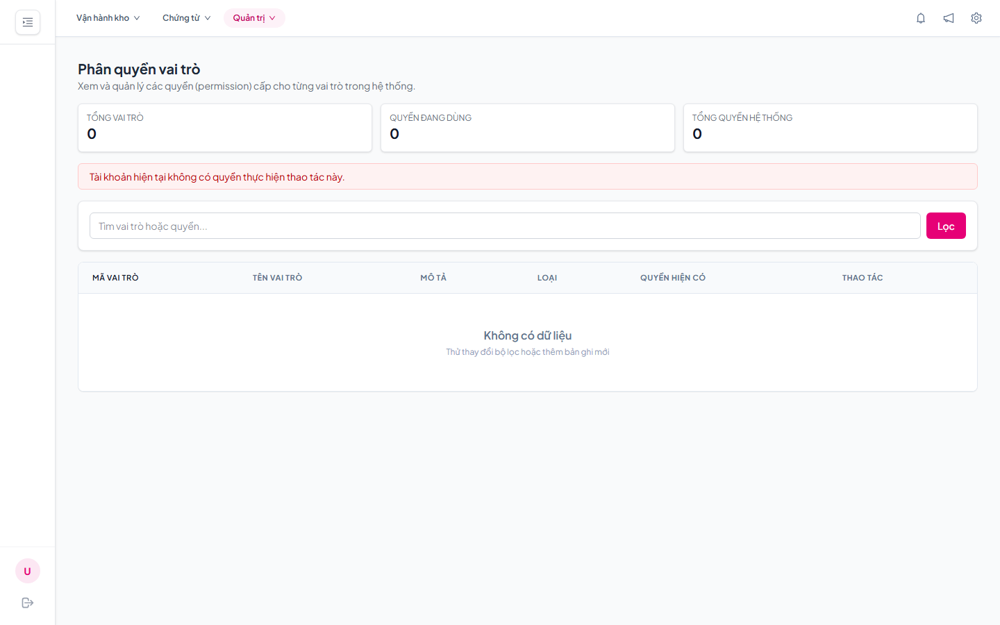 Vận hành kho
Chứng từ
Quản trị
Phân quyền vai trò
Xem và quản lý các quyền (permission) cấp cho từng vai trò trong hệ thống.
TỔNG VAI TRÒ
0
QUYỀN ĐANG DÙNG
0
TỔNG QUYỀN HỆ THỐNG
0
Tài khoản hiện tại không có quyền thực hiện thao tác này.
Tìm vai trò hoặc quyền...
Lọc
MÃ VAI TRÒ
TÊN VAI TRÒ
MÔ TẢ
LOẠI
QUYỀN HIỆN CÓ
THAO TÁC
Không có dữ liệu
Thử thay đổi bộ lọc hoặc thêm bản ghi mới
U